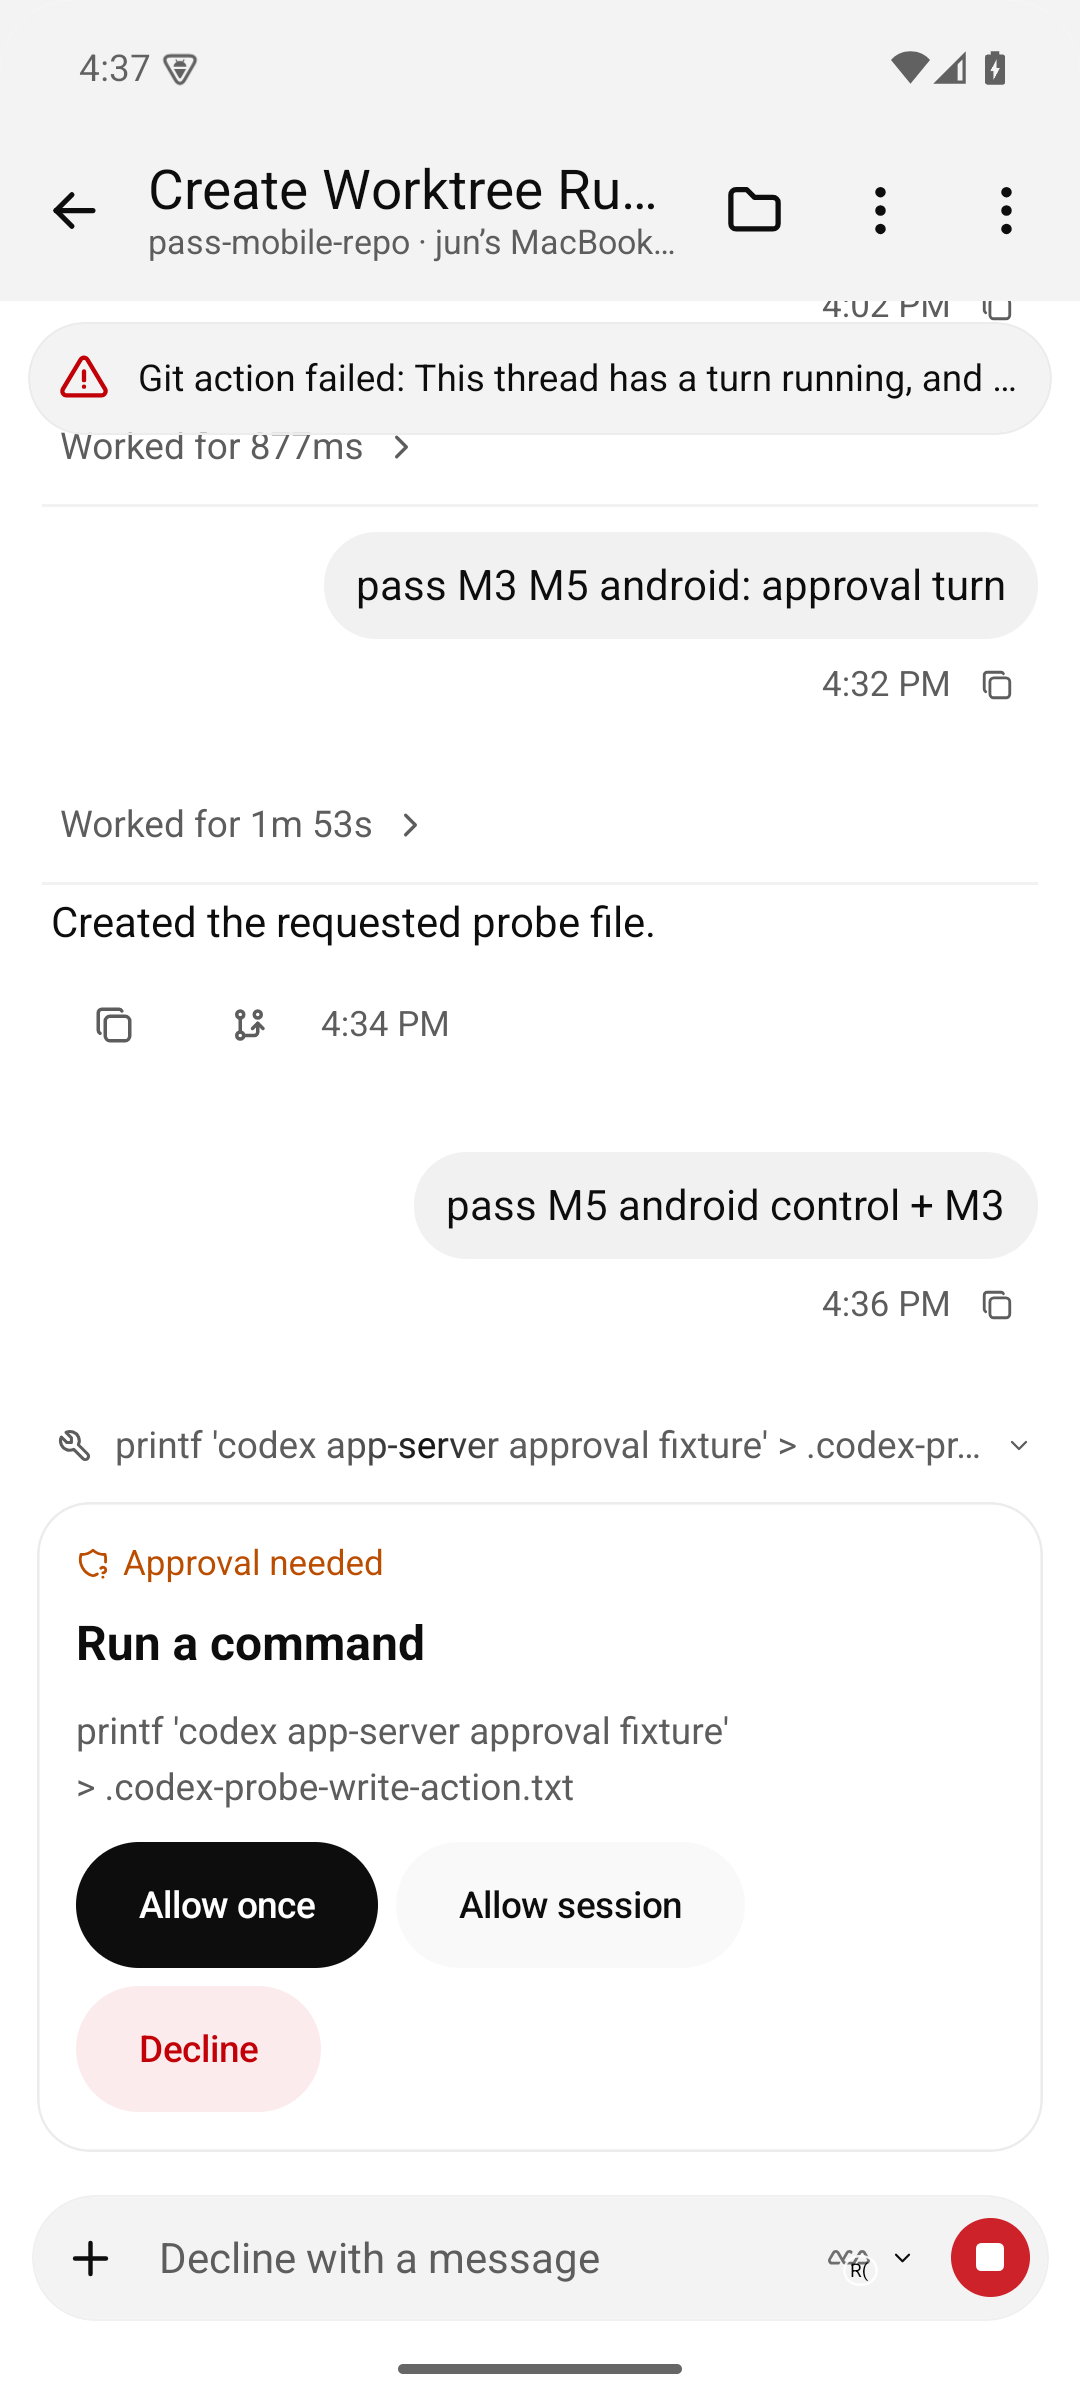 4:37
Create Worktree Ru...
pass-mobile-repo · jun’s MacBook...
4:02 PM
Git action failed: This thread has a turn running, and ...
Worked for 877ms
pass M3 M5 android: approval turn
4:32 PM
Worked for 1m 53s
Created the requested probe file.
4:34 PM
pass M5 android control + M3
4:36 PM
printf 'codex app-server approval fixture' > .codex-pr...
Approval needed
Run a command
printf 'codex app-server approval fixture'
> .codex-probe-write-action.txt
Allow once
Allow session
Decline
Decline with a message
R(